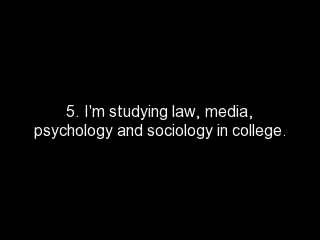 5. I'm studying law, media,
psychology and sociology in college.